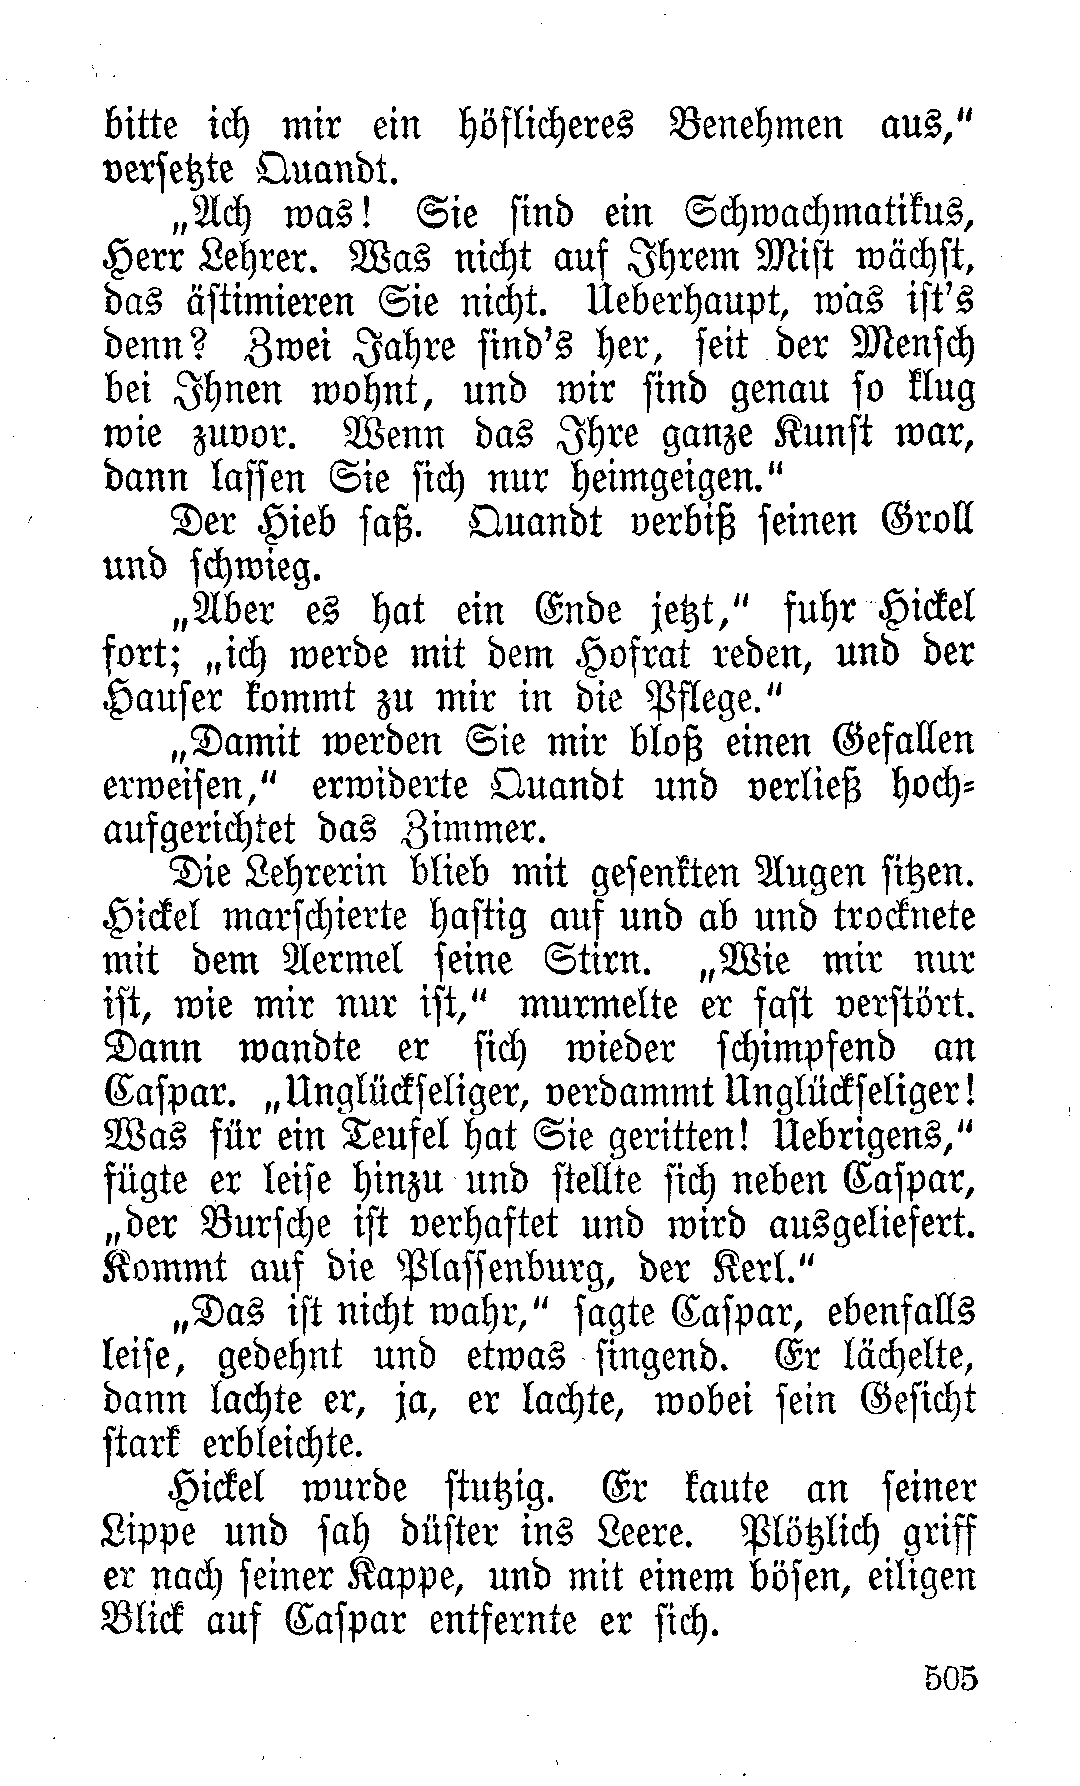 bitte ich mir ein höflicheres Benehmen aus,"
versetzte Quandt.
„Ach was! Sie sind ein Schwachmatikus,
Herr Lehrer. Was nicht auf Ihrem Mist wächst,
das ästimieren Sie nicht. Ueberhaupt, was ist's
denn? Zwei Jahre sind's her, seit der Mensch
bei Ihnen wohnt, und wir sind genau so klug
wie zuvor. Wenn das Ihre ganze Kunst war,
dann lassen Sie sich nur heimgeigen."
Der Hieb saß. Quandt verbiß seinen Groll
und schwieg.
„Aber es hat ein Ende jetzt," fuhr Hickel
fort; „ich werde mit dem Hofrat reden, und der
Hauser kommt zu mir in die Pflege."
„Damit werden Sie mir bloß einen Gefallen
erweisen," erwiderte Quandt und verließ hoch-
aufgerichtet das Zimmer.
Die Lehrerin blieb mit gesenkten Augen sitzen.
Hickel marschierte hastig auf und ab und trocknete
mit dem Aermel seine Stirn. „Wie mir nur
ist, wie mir nur ist," murmelte er fast verstört.
Dann wandte er sich wieder schimpfend an
Caspar. „Unglückseliger, verdammt Unglückseliger!
Was für ein Teufel hat Sie geritten! Uebrigens,"
fügte er leise hinzu und stellte sich neben Caspar,
„der Bursche ist verhaftet und wird ausgeliefert.
Kommt auf die Plassenburg, der Kerl."
„Das ist nicht wahr," sagte Caspar, ebenfalls
leise, gedehnt und etwas singend. Er lächelte,
dann lachte er, ja, er lachte, wobei sein Gesicht
stark erbleichte.
Hickel wurde stutzig. Er kaute an seiner
Lippe und sah düster ins Leere. Plötzlich griff
er nach seiner Kappe, und mit einem bösen, eiligen
Blick auf Caspar entfernte er sich.
505